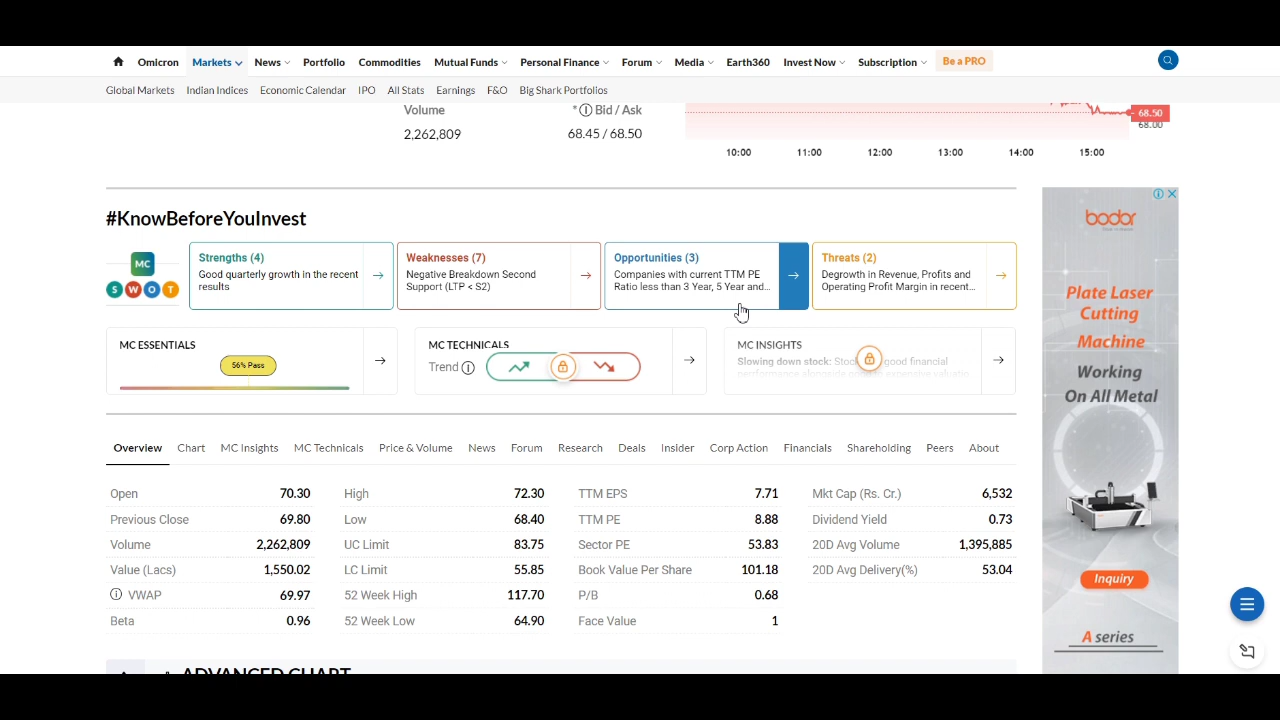 Omicron Markets News Portfolio Commodities Mutual Funds Personal Finance Forum Media Earth360 Invest Now Subscription Be a PRO
Global Markets Indian Indices Economic Calendar IPO All Stats Earnings F&O Big Shark Portfolios
Volume * Bid / Ask
2,262,809 68.45 / 68.50
68.50
68.00
10:00 11:00 12:00 13:00 14:00 15:00
#KnowBeforeYouInvest
MC
S W O T
Strengths (4)
Good quarterly growth in the recent
results
Weaknesses (7)
Negative Breakdown Second
Support (LTP < S2)
Opportunities (3)
Companies with current TTM PE
Ratio less than 3 Year, 5 Year and...
Threats (2)
Degrowth in Revenue, Profits and
Operating Profit Margin in recent...
MC ESSENTIALS
56% Pass
MC TECHNICALS
Trend
MC INSIGHTS
Slowing down stock: Stock good financial
Overview Chart MC Insights MC Technicals Price & Volume News Forum Research Deals Insider Corp Action Financials Shareholding Peers About
Open 70.30 High 72.30 TTM EPS 7.71 Mkt Cap (Rs. Cr.) 6,532
Previous Close 69.80 Low 68.40 TTM PE 8.88 Dividend Yield 0.73
Volume 2,262,809 UC Limit 83.75 Sector PE 53.83 20D Avg Volume 1,395,885
Value (Lacs) 1,550.02 LC Limit 55.85 Book Value Per Share 101.18 20D Avg Delivery(%) 53.04
VWAP 69.97 52 Week High 117.70 P/B 0.68
Beta 0.96 52 Week Low 64.90 Face Value 1
ADVANCED CHART
bodor
Plate Laser
Cutting
Machine
Working
On All Metal
Inquiry
A series